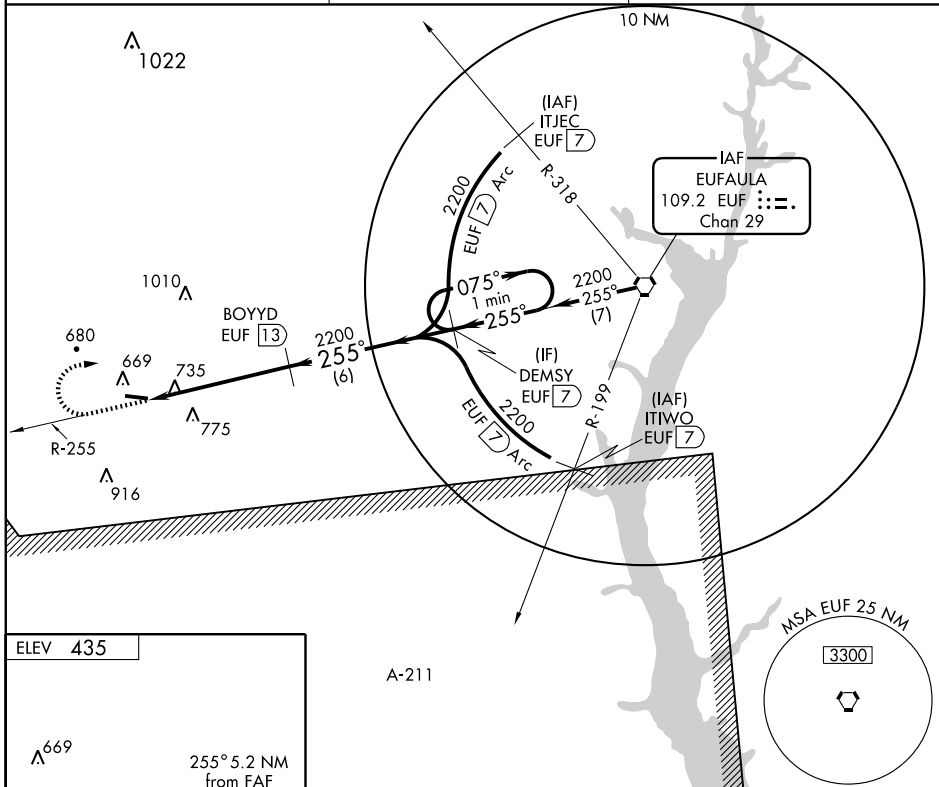 10 NM
1022
(IAF)
ITJEC
EUF 7
R-318
2200
EUF 7 Arc
IAF
EUFAULA
109.2 EUF
Chan 29
1010
BOYYD
EUF 13
075°
1 min
255°
2200
255°
(7)
2200
255°
(6)
680
669
735
775
R-255
916
(IF)
DEMSY
EUF 7
R-199
(IAF)
ITIWO
EUF 7
2200
EUF 7 Arc
ELEV 435
669
255° 5.2 NM
from FAF
A-211
MSA EUF 25 NM
3300